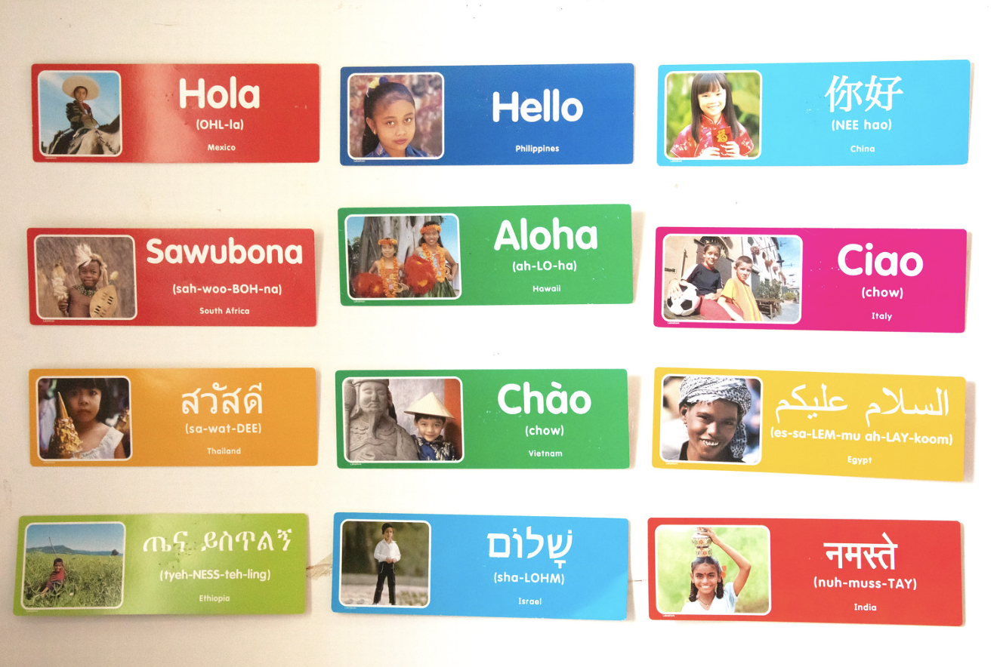 Hola
(OHL-la)
Mexico
Hello
Philippines
你好
(NEE hao)
China
Sawubona
(sah-woo-BOH-na)
South Africa
Aloha
(ah-LO-ha)
Hawaii
Ciao
(chow)
Italy
สวัสดี
(sa-wat-DEE)
Thailand
Chào
(chow)
Vietnam
السلام عليكم
(es-sa-LEM-mu ah-LAY-koom)
Egypt
ጤና ይስጥልኝ
(tyeh-NESS-teh-ling)
Ethiopia
שָׁלוֹם
(sha-LOHM)
Israel
नमस्ते
(nuh-muss-TAY)
India